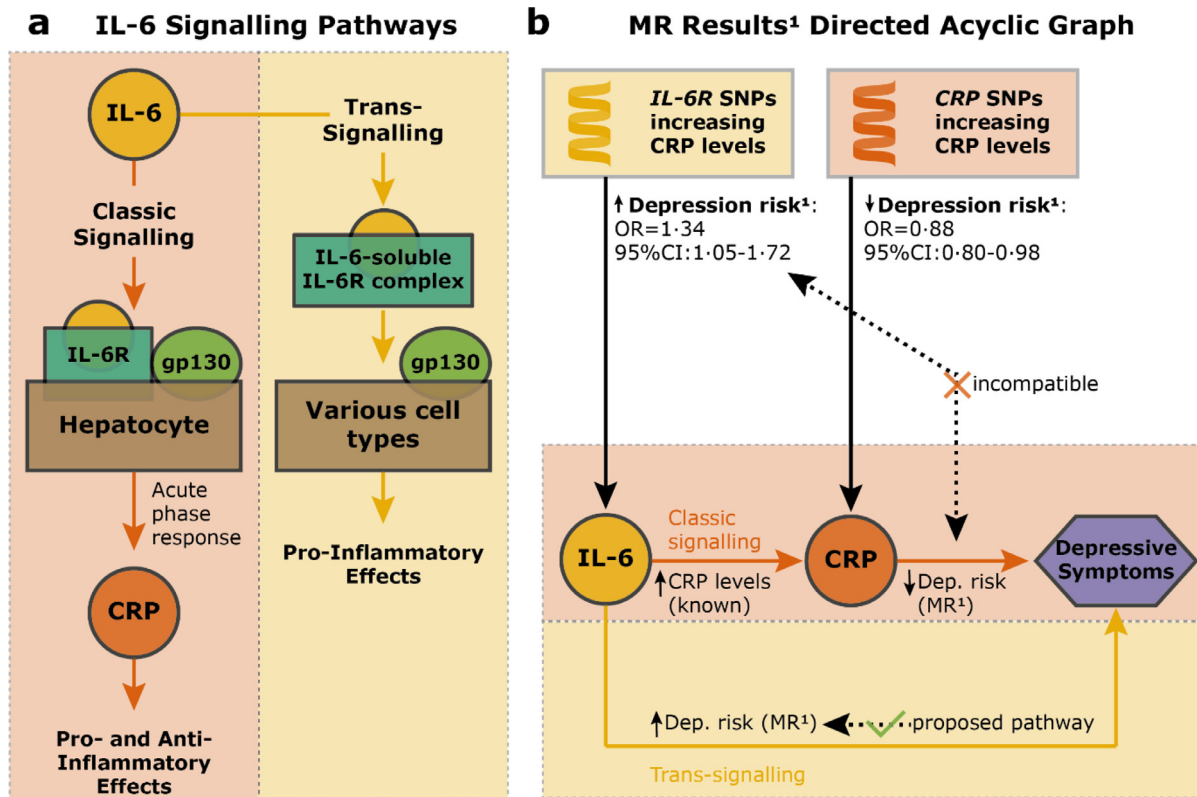 a IL-6 Signalling Pathways
IL-6
Trans-
Signalling
Classic
Signalling
IL-6-soluble
IL-6R complex
IL-6R
gp130
gp130
Hepatocyte
Various cell
types
Acute
phase
response
Pro-Inflammatory
Effects
CRP
Pro- and Anti-
Inflammatory
Effects
b MR Results¹ Directed Acyclic Graph
IL-6R SNPs
increasing
CRP levels
CRP SNPs
increasing
CRP levels
↑ Depression risk¹:
OR=1·34
95%CI:1·05-1·72
↓ Depression risk¹:
OR=0·88
95%CI:0·80-0·98
incompatible
IL-6
Classic
signalling
↑ CRP levels
(known)
CRP
↓ Dep. risk
(MR¹)
Depressive
Symptoms
↑ Dep. risk (MR¹)
proposed pathway
Trans-signalling